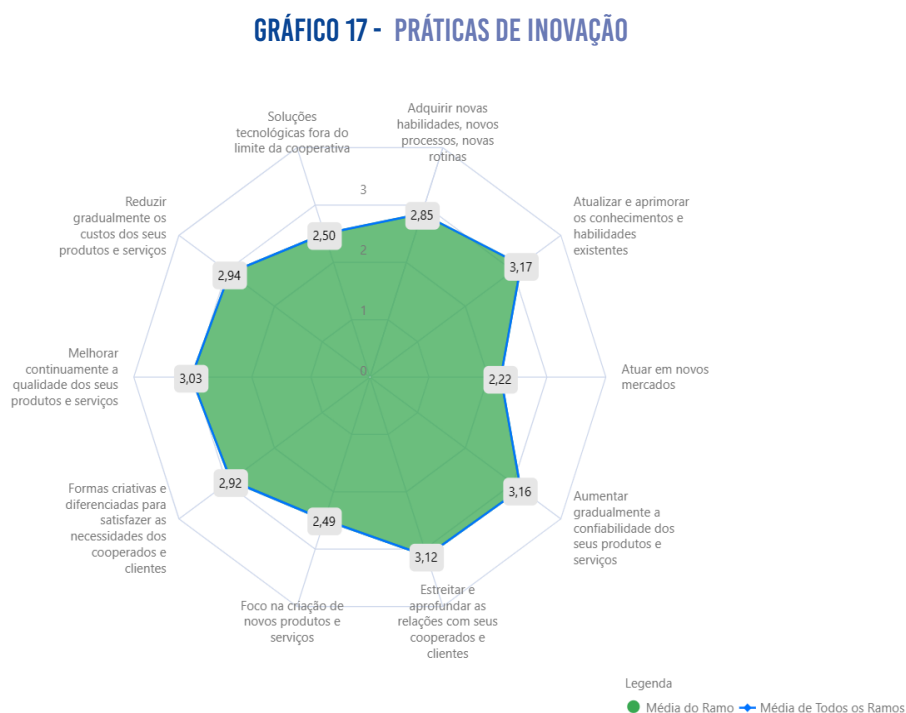 GRÁFICO 17 - PRÁTICAS DE INOVAÇÃO
Adquirir novas
habilidades, novos
processos, novas
rotinas
Soluções
tecnológicas fora do
limite da cooperativa
Reduzir
gradualmente os
custos dos seus
produtos e serviços
Atualizar e aprimorar
os conhecimentos e
habilidades
existentes
3
2,85
2,50
2
3,17
2,94
1
0
Melhorar
continuamente a
qualidade dos seus
produtos e serviços
3,03
2,22
Atuar em novos
mercados
2,92
3,16
2,49
3,12
Formas criativas e
diferenciadas para
satisfazer as
necessidades dos
cooperados e
clientes
Aumentar
gradualmente a
confiabilidade dos
seus produtos e
serviços
Foco na criação de
novos produtos e
serviços
Estreitar e
aprofundar as
relações com seus
cooperados e
clientes
Legenda
Média do Ramo Média de Todos os Ramos